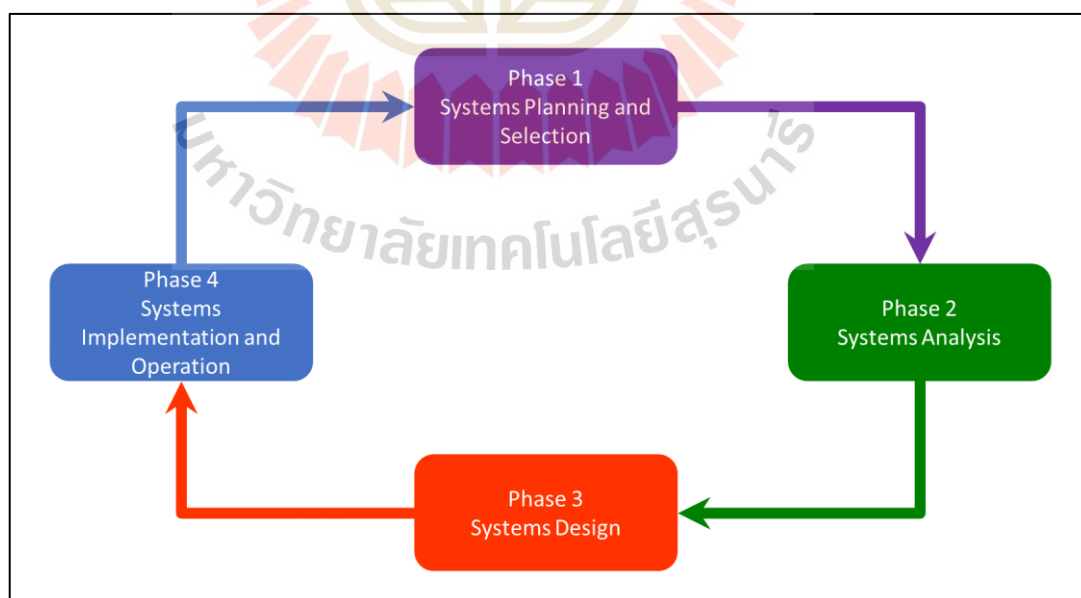 Phase 1
Systems Planning and
Selection
มหาวิทยาลัยเทคโนโลยีสุรนารี
Phase 4
Systems
Implementation and
Operation
Phase 2
Systems Analysis
Phase 3
Systems Design